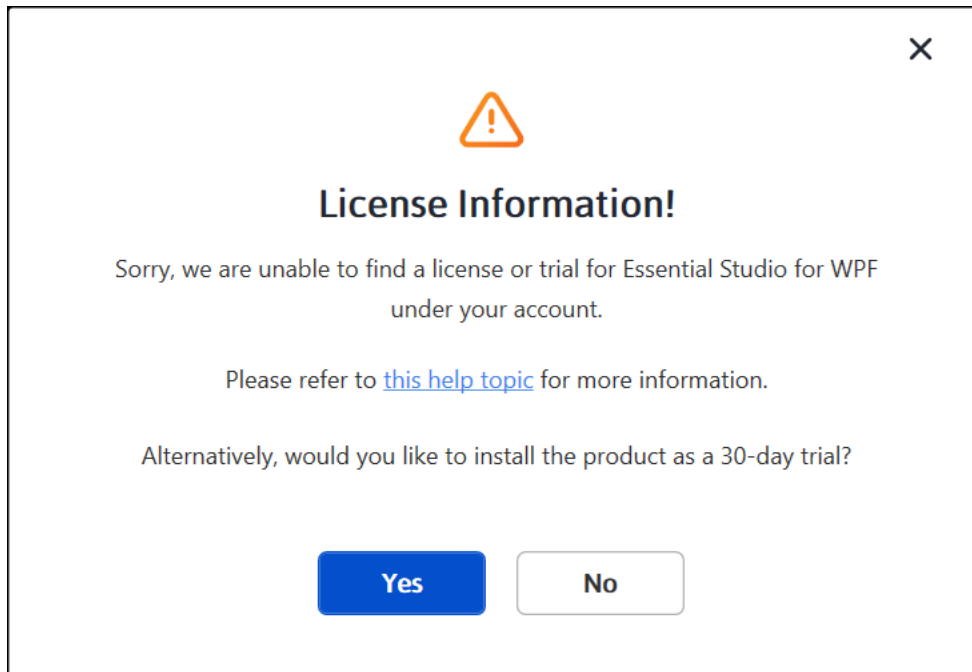 License Information!
Sorry, we are unable to find a license or trial for Essential Studio for WPF
under your account.
Please refer to this help topic for more information.
Alternatively, would you like to install the product as a 30-day trial?
Yes
No